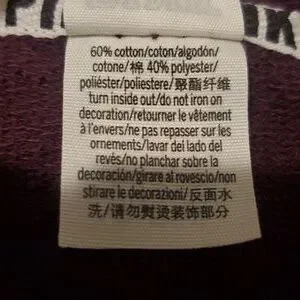 60% cotton/coton/algodón/
cotone/棉 40% polyester/
poliéster/poliestere/聚酯纤维
turn inside out/do not iron on
decoration/retourner le vêtement
à l'envers/ne pas repasser sur les
ornements/lavar del lado del
revés/no planchar sobre la
decoración/girare al rovescio/non
stirare le decorazioni/反面水
洗/请勿熨烫装饰部分